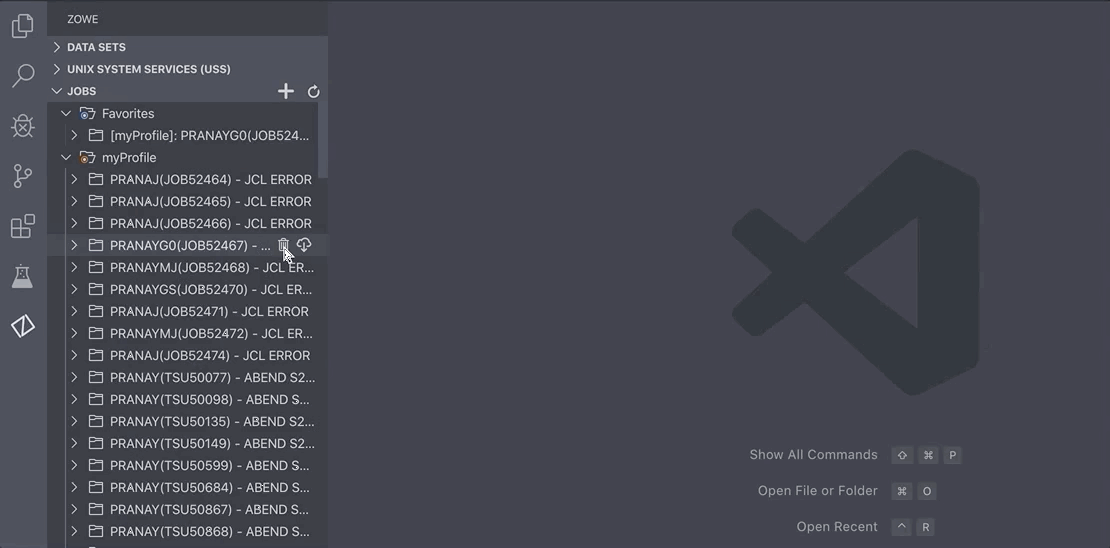 ZOWE
DATA SETS
UNIX SYSTEM SERVICES (USS)
JOBS
Favorites
[myProfile]: PRANAYG0(JOB524...
myProfile
PRANAJ(JOB52464) - JCL ERROR
PRANAJ(JOB52465) - JCL ERROR
PRANAJ(JOB52466) - JCL ERROR
PRANAYG0(JOB52467) - ...
PRANAYMJ(JOB52468) - JCL ER...
PRANAYGS(JOB52470) - JCL ER...
PRANAJ(JOB52471) - JCL ERROR
PRANAYMJ(JOB52472) - JCL ER...
PRANAJ(JOB52474) - JCL ERROR
PRANAY(TSU50077) - ABEND S2...
PRANAY(TSU50098) - ABEND S...
PRANAY(TSU50135) - ABEND S2...
PRANAY(TSU50149) - ABEND S2...
PRANAY(TSU50599) - ABEND S...
PRANAY(TSU50684) - ABEND S...
PRANAY(TSU50867) - ABEND S...
PRANAY(TSU50868) - ABEND S...
Show All Commands ⇧ ⌘ P
Open File or Folder ⌘ O
Open Recent ^ R